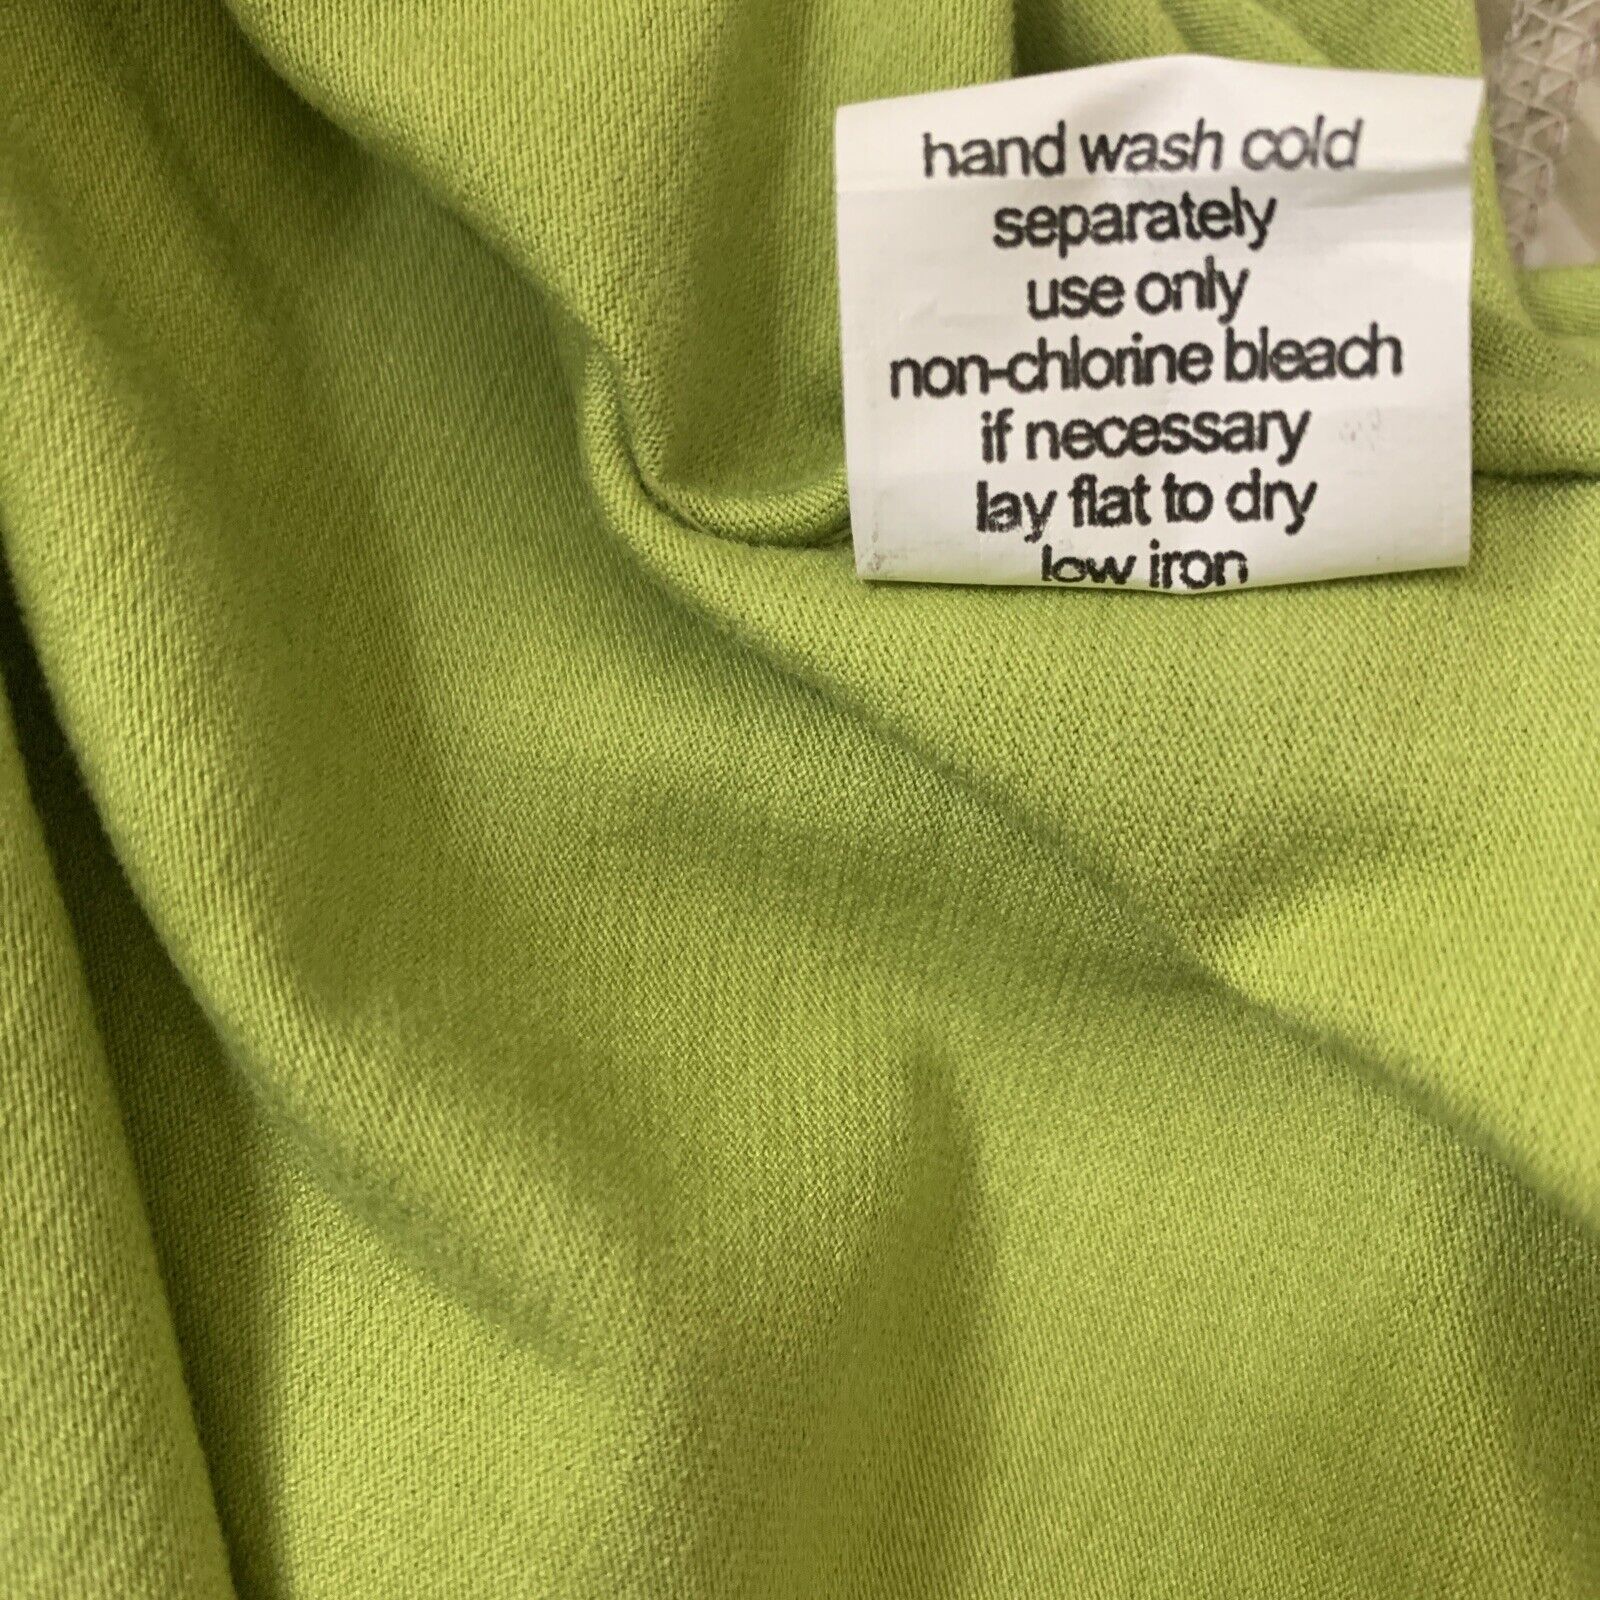 hand wash cold
separately
use only
non-chlorine bleach
if necessary
lay flat to dry
low iron